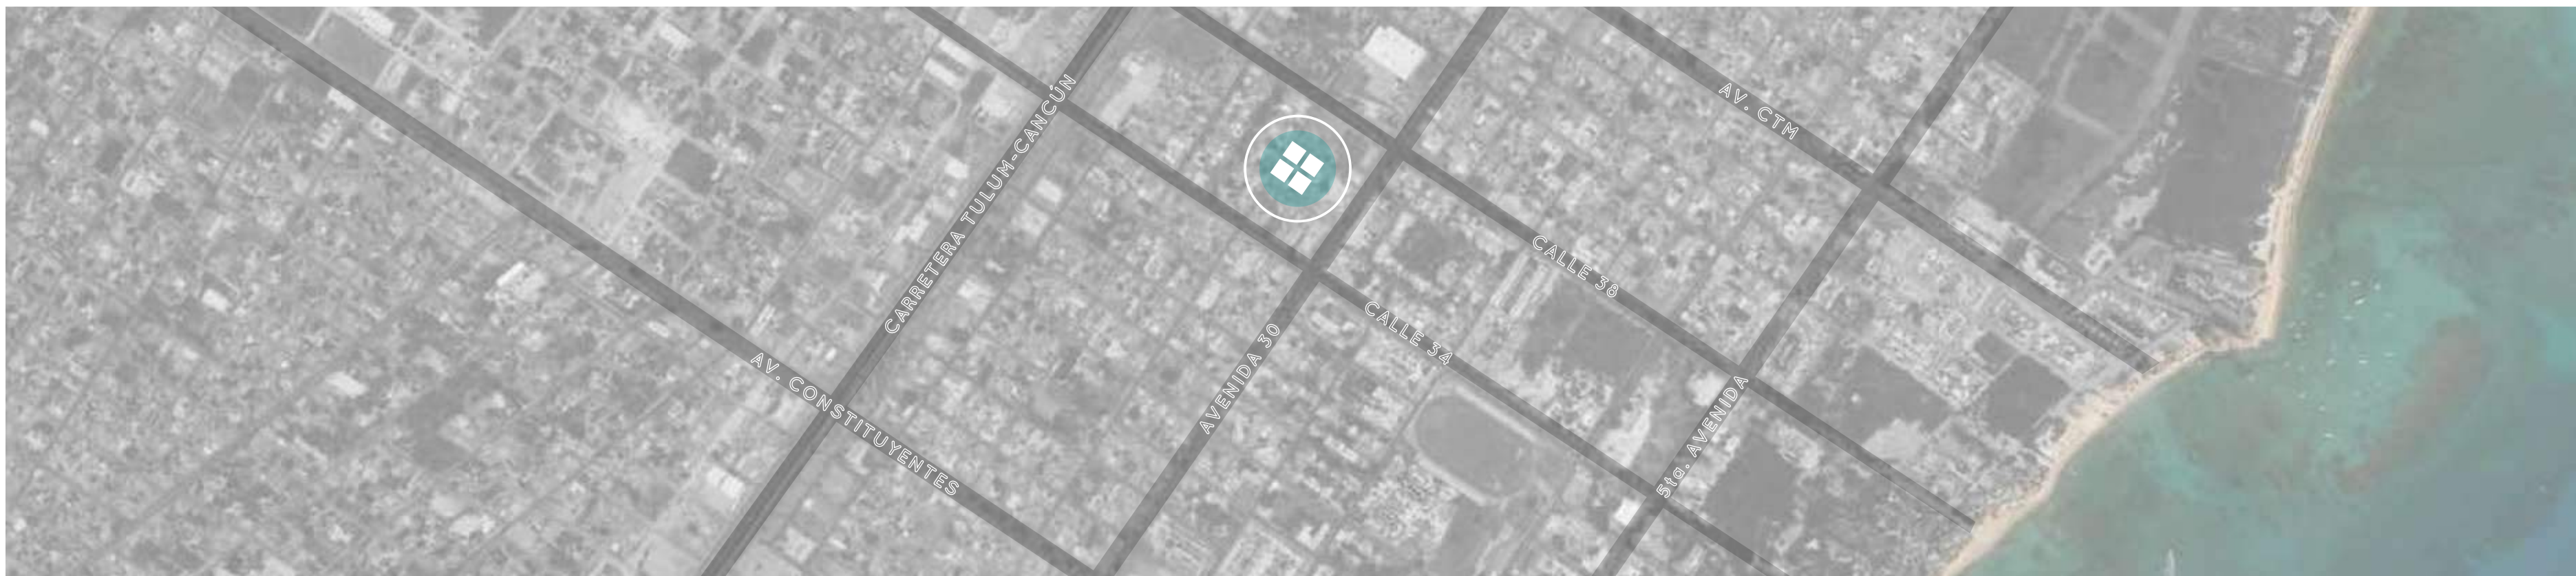 AV. CTM
CARRETERA TULUM-CANCÚN
CALLE 38
CALLE 34
AVENIDA 30
AV. CONSTITUYENTES
5ta. AVENIDA